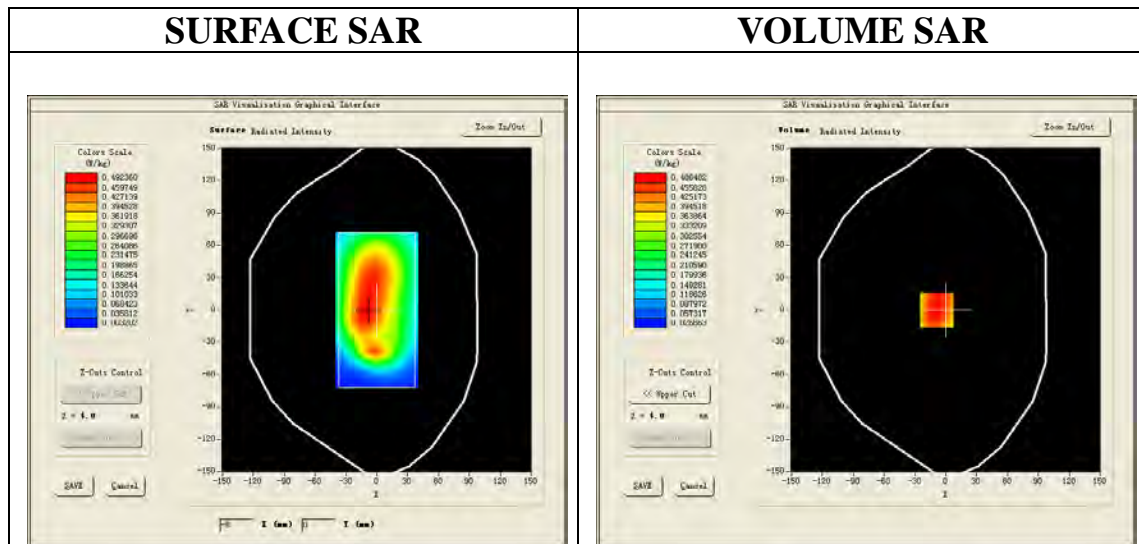 SURFACE SAR
VOLUME SAR
SAR Visualisation Graphical Interface
Surface Radiated Intensity
Zoom In/Out
Colors Scale
(W/kg)
0.492360
0.459749
0.427139
0.394528
0.361918
0.329307
0.296696
0.264086
0.231475
0.198865
0.166254
0.133644
0.101033
0.068423
0.035812
150
120
90
60
30
0
-30
-60
-90
-120
-150
-150 -120 -90 -60 -30 0 30 60 90 120 150
X
Z-Cuts Control
Z = 4.0 mm
SAVE
Cancel
X (mm)
0
Y (mm)
SAR Visualisation Graphical Interface
Volume Radiated Intensity
Zoom In/Out
Colors Scale
(W/kg)
0.455828
0.425173
0.394518
0.363864
0.333209
0.302554
0.271900
0.241245
0.210590
0.179936
0.149281
0.118626
0.087972
0.057317
150
120
90
60
30
0
-30
-60
-90
-120
-150
-150 -120 -90 -60 -30 0 30 60 90 120 150
X
Z-Cuts Control
<< Upper Cut
Z = 4.0 mm
SAVE
Cancel